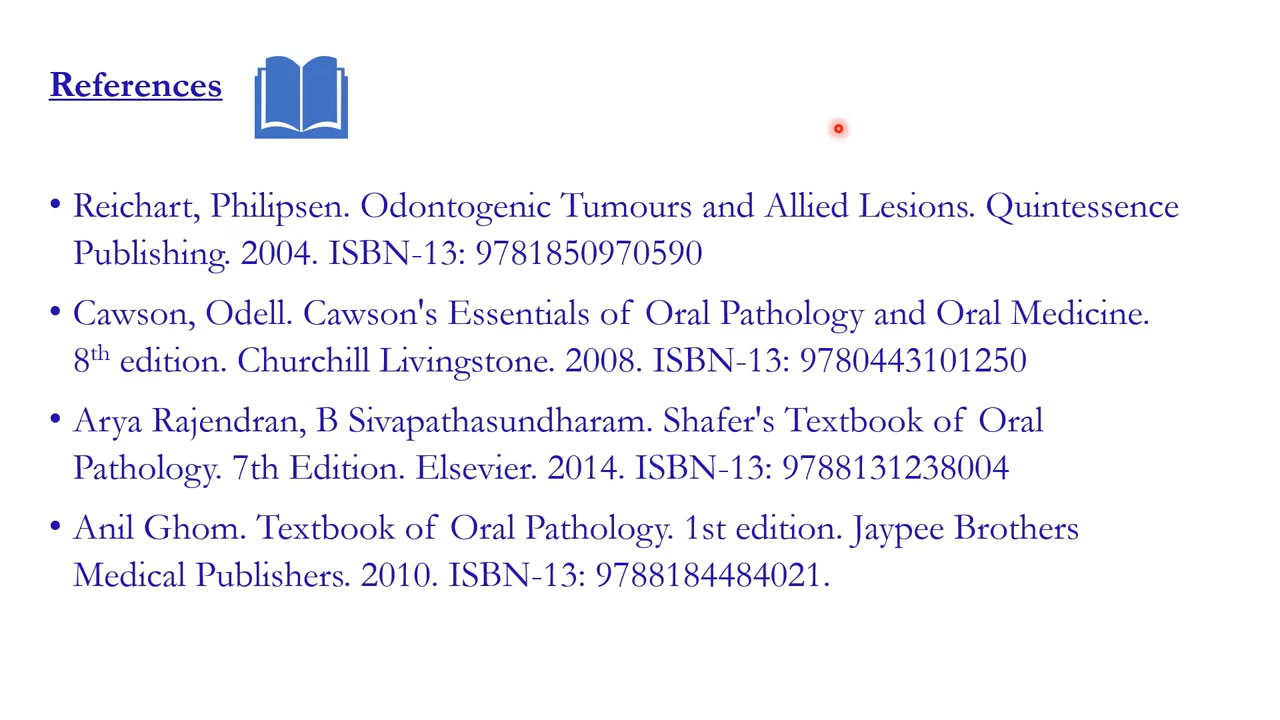 References
• Reichart, Philipsen. Odontogenic Tumours and Allied Lesions. Quintessence
Publishing. 2004. ISBN-13: 9781850970590
• Cawson, Odell. Cawson's Essentials of Oral Pathology and Oral Medicine.
8th edition. Churchill Livingstone. 2008. ISBN-13: 9780443101250
• Arya Rajendran, B Sivapathasundharam. Shafer's Textbook of Oral
Pathology. 7th Edition. Elsevier. 2014. ISBN-13: 9788131238004
• Anil Ghom. Textbook of Oral Pathology. 1st edition. Jaypee Brothers
Medical Publishers. 2010. ISBN-13: 9788184484021.